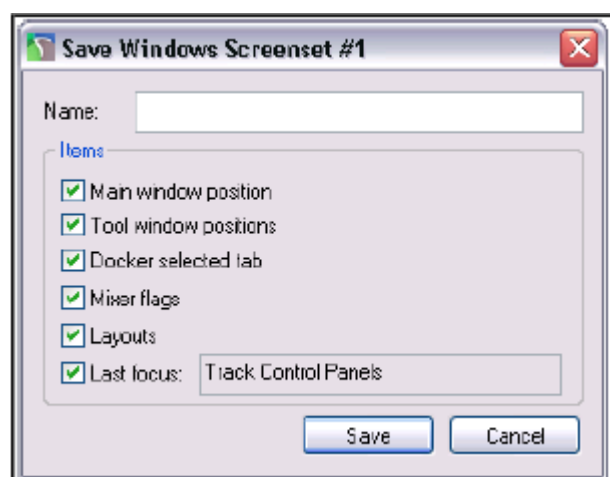 Save Windows Screenset #1
Name:
Items
Main window position
Tool window positions
Docker selected tab
Mixer flags
Layouts
Last focus: Track Control Panels
Save Cancel